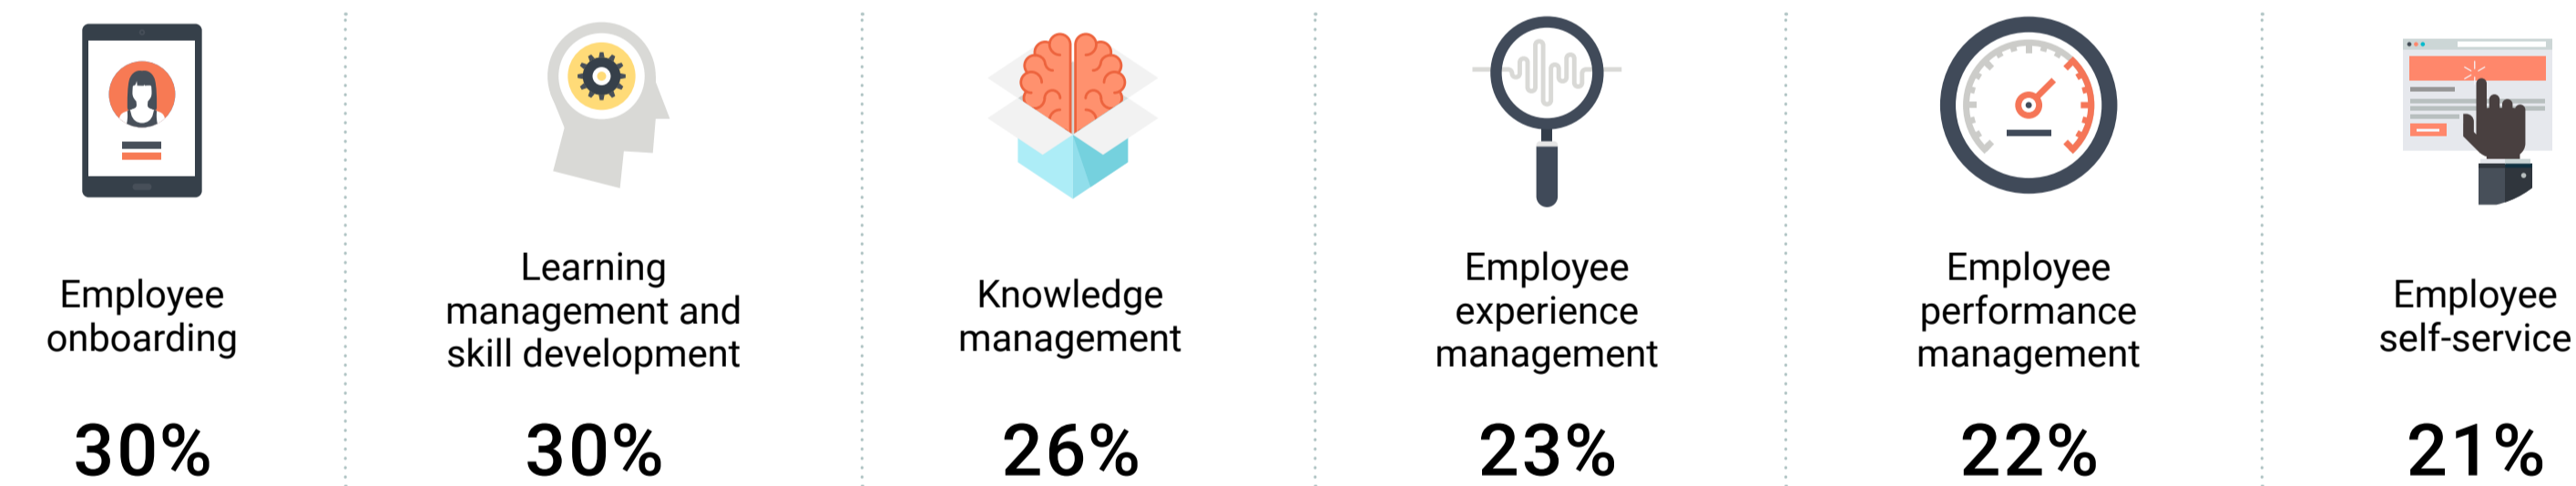 Employee
onboarding
30%
Learning
management and
skill development
30%
Knowledge
management
26%
Employee
experience
management
23%
Employee
performance
management
22%
Employee
self-service
21%